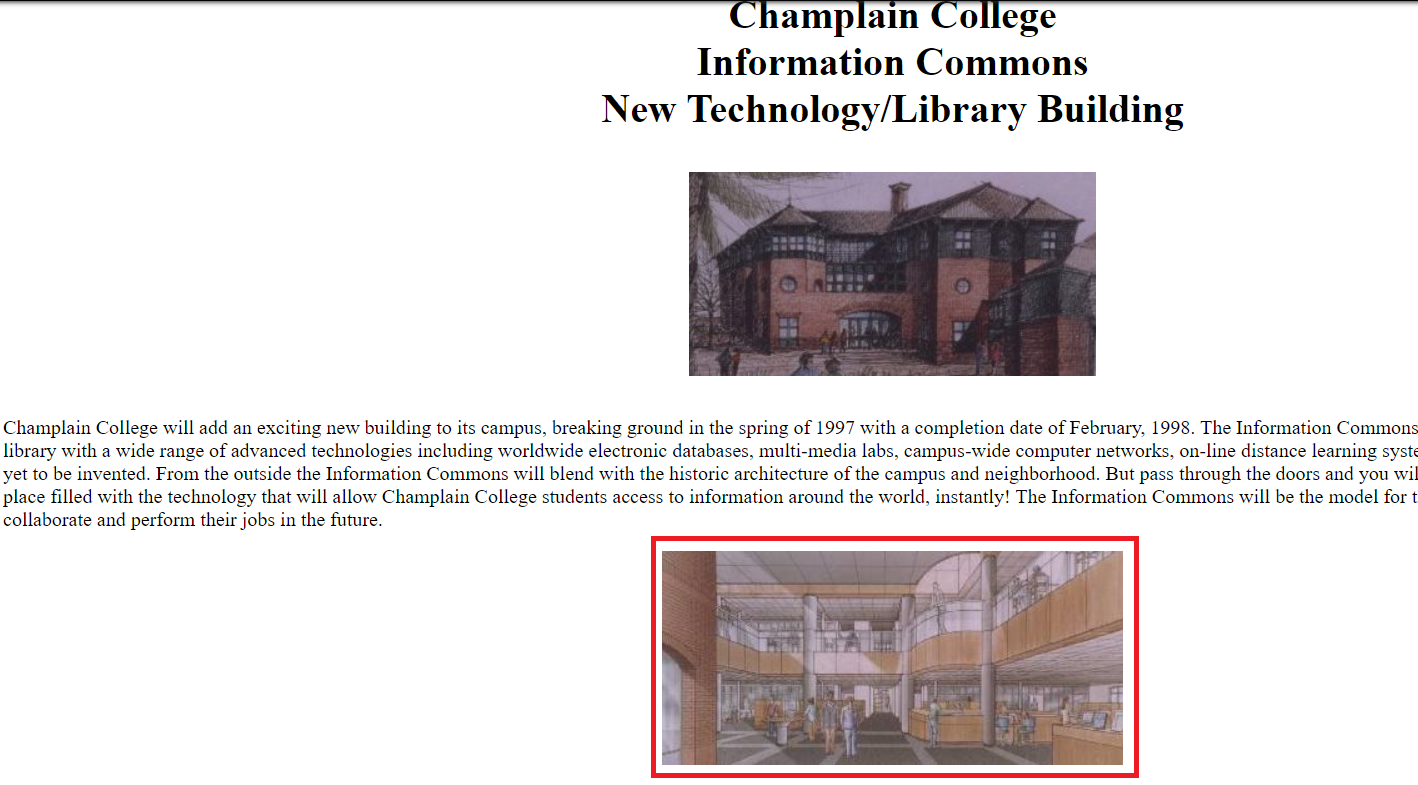 Champlain College
Information Commons
New Technology/Library Building
Champlain College will add an exciting new building to its campus, breaking ground in the spring of 1997 with a completion date of February, 1998. The Information Commons
library with a wide range of advanced technologies including worldwide electronic databases, multi-media labs, campus-wide computer networks, on-line distance learning
yet to be invented. From the outside the Information Commons will blend with the historic architecture of the campus and neighborhood. But pass through the doors and you
place filled with the technology that will allow Champlain College students access to information around the world, instantly! The Information Commons will be the model for
collaborate and perform their jobs in the future.